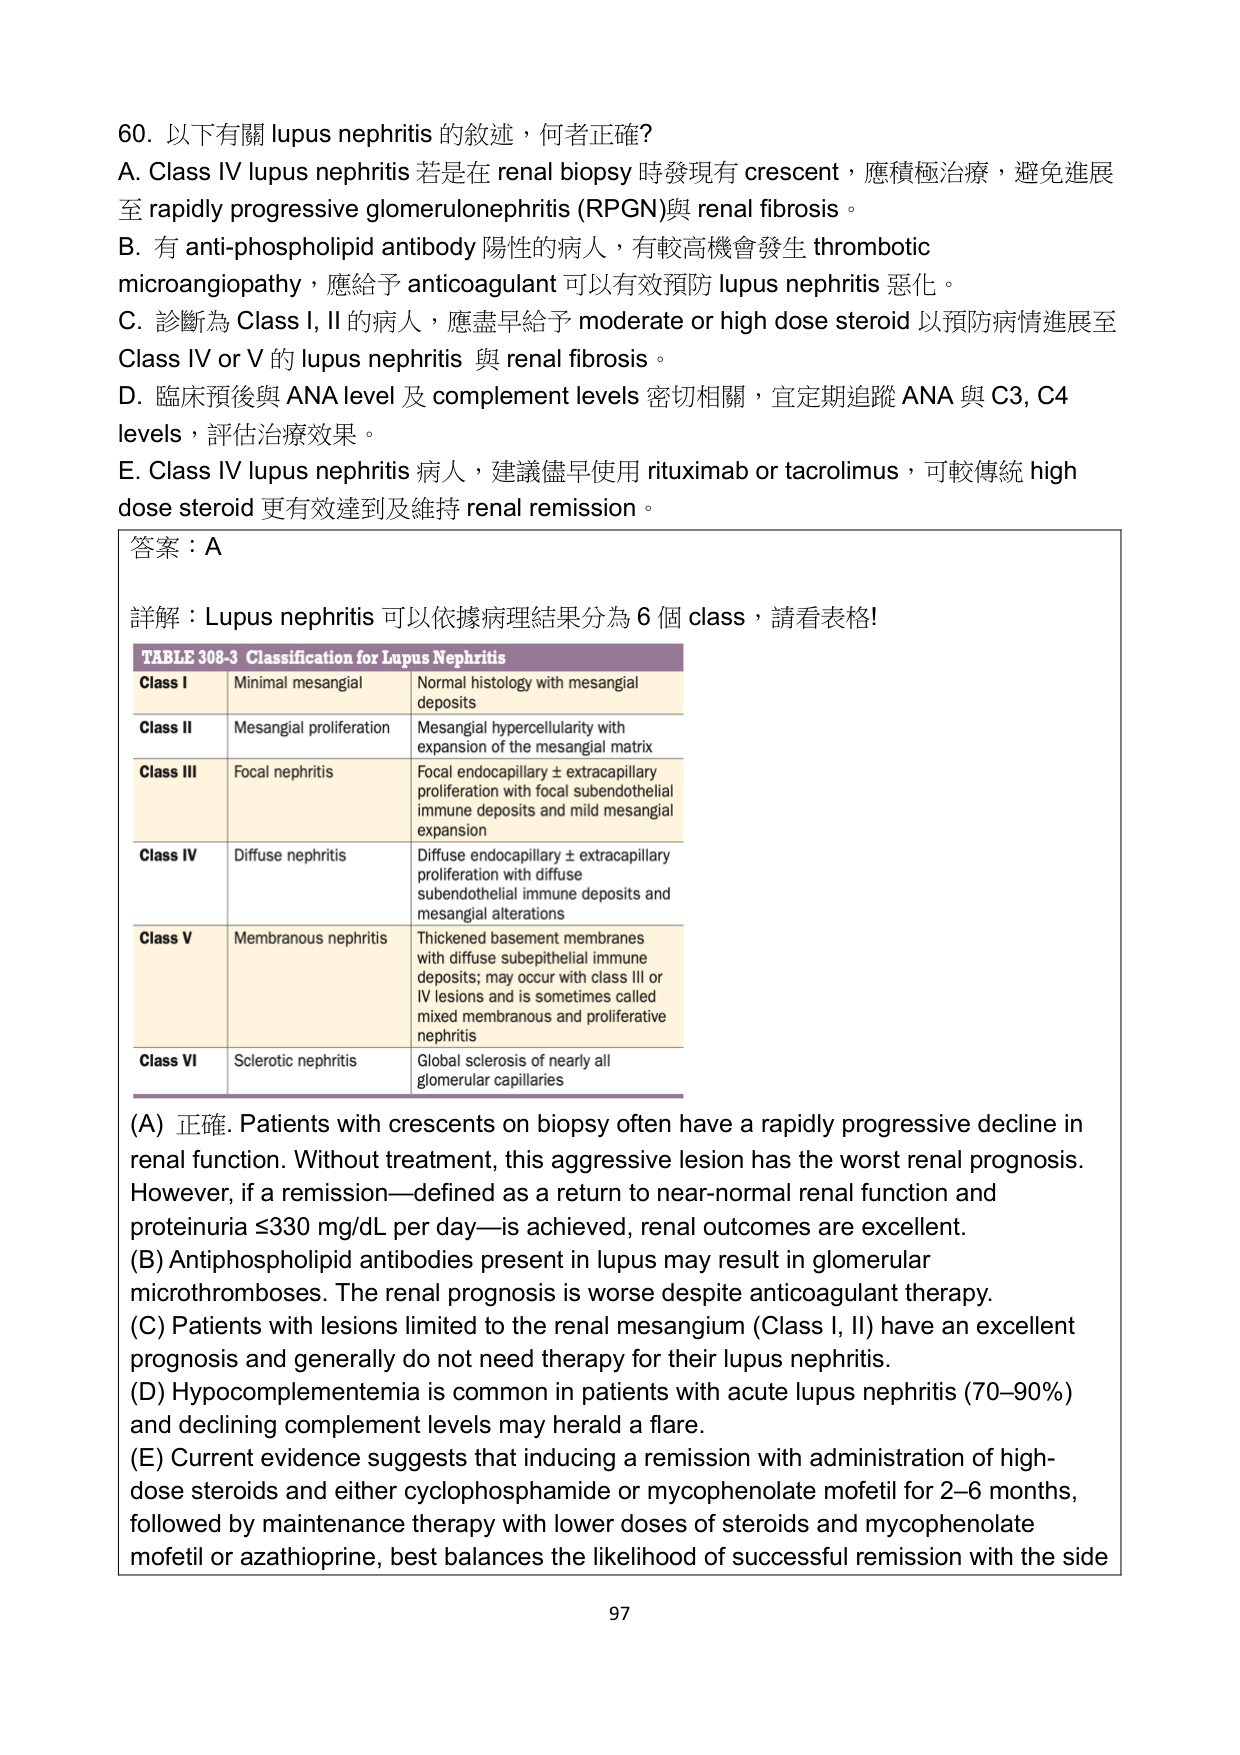 60. 以下有關 lupus nephritis 的敘述，何者正確?
A. Class IV lupus nephritis 若是在 renal biopsy 時發現有 crescent，應積極治療，避免進展
至 rapidly progressive glomerulonephritis (RPGN)與 renal fibrosis。
B. 有 anti-phospholipid antibody 陽性的病人，有較高機會發生 thrombotic
microangiopathy，應給予 anticoagulant 可以有效預防 lupus nephritis 惡化。
C. 診斷為 Class I, II 的病人，應盡早給予 moderate or high dose steroid 以預防病情進展至
Class IV or V 的 lupus nephritis 與 renal fibrosis。
D. 臨床預後與 ANA level 及 complement levels 密切相關，宜定期追蹤 ANA 與 C3, C4
levels，評估治療效果。
E. Class IV lupus nephritis 病人，建議儘早使用 rituximab or tacrolimus，可較傳統 high
dose steroid 更有效達到及維持 renal remission。
答案：A
詳解：Lupus nephritis 可以依據病理結果分為 6 個 class，請看表格!
TABLE 308-3 Classification for Lupus Nephritis
Class I Minimal mesangial Normal histology with mesangial
deposits
Class II Mesangial proliferation Mesangial hypercellularity with
expansion of the mesangial matrix
Class III Focal nephritis Focal endocapillary ± extracapillary
proliferation with focal subendothelial
immune deposits and mild mesangial
expansion
Class IV Diffuse nephritis Diffuse endocapillary ± extracapillary
proliferation with diffuse
subendothelial immune deposits and
mesangial alterations
Class V Membranous nephritis Thickened basement membranes
with diffuse subepithelial immune
deposits; may occur with class III or
IV lesions and is sometimes called
mixed membranous and proliferative
nephritis
Class VI Sclerotic nephritis Global sclerosis of nearly all
glomerular capillaries
(A) 正確. Patients with crescents on biopsy often have a rapidly progressive decline in
renal function. Without treatment, this aggressive lesion has the worst renal prognosis.
However, if a remission—defined as a return to near-normal renal function and
proteinuria ≤330 mg/dL per day—is achieved, renal outcomes are excellent.
(B) Antiphospholipid antibodies present in lupus may result in glomerular
microthromboses. The renal prognosis is worse despite anticoagulant therapy.
(C) Patients with lesions limited to the renal mesangium (Class I, II) have an excellent
prognosis and generally do not need therapy for their lupus nephritis.
(D) Hypocomplementemia is common in patients with acute lupus nephritis (70–90%)
and declining complement levels may herald a flare.
(E) Current evidence suggests that inducing a remission with administration of high-
dose steroids and either cyclophosphamide or mycophenolate mofetil for 2–6 months,
followed by maintenance therapy with lower doses of steroids and mycophenolate
mofetil or azathioprine, best balances the likelihood of successful remission with the side
97